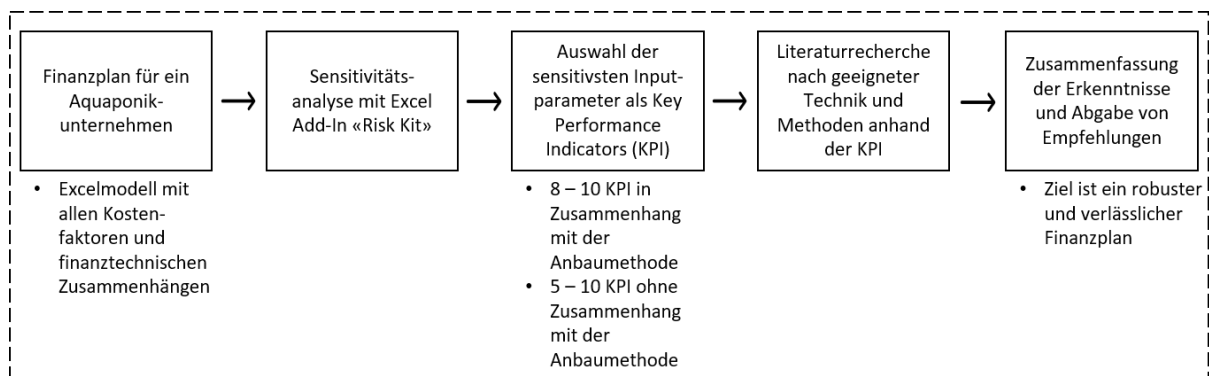 Finanzplan für ein
Aquaponik-
unternehmen
• Excelmodell mit
allen Kosten-
faktoren und
finanztechnischen
Zusammenhängen
Sensitivitäts-
analyse mit Excel
Add-In «Risk Kit»
Auswahl der
sensitivsten Input-
parameter als Key
Performance
Indicators (KPI)
• 8 – 10 KPI in
Zusammenhang
mit der
Anbaumethode
• 5 – 10 KPI ohne
Zusammenhang
mit der
Anbaumethode
Literaturrecherche
nach geeigneter
Technik und
Methoden anhand
der KPI
Zusammenfassung
der Erkenntnisse
und Abgabe von
Empfehlungen
• Ziel ist ein robuster
und verlässlicher
Finanzplan